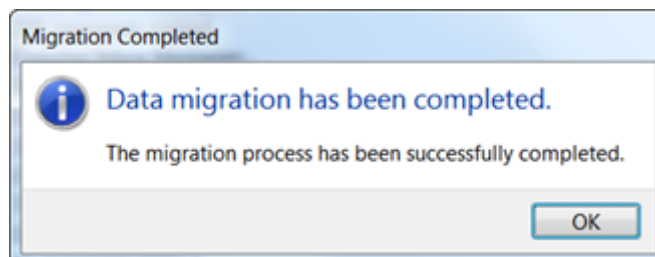 Migration Completed
Data migration has been completed.
The migration process has been successfully completed.
OK